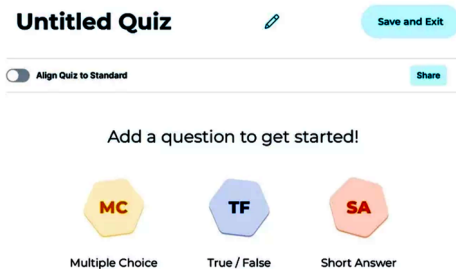 Untitled Quiz
Save and Exit
Align Quiz to Standard
Share
Add a question to get started!
MC TF SA
Multiple Choice True / False Short Answer